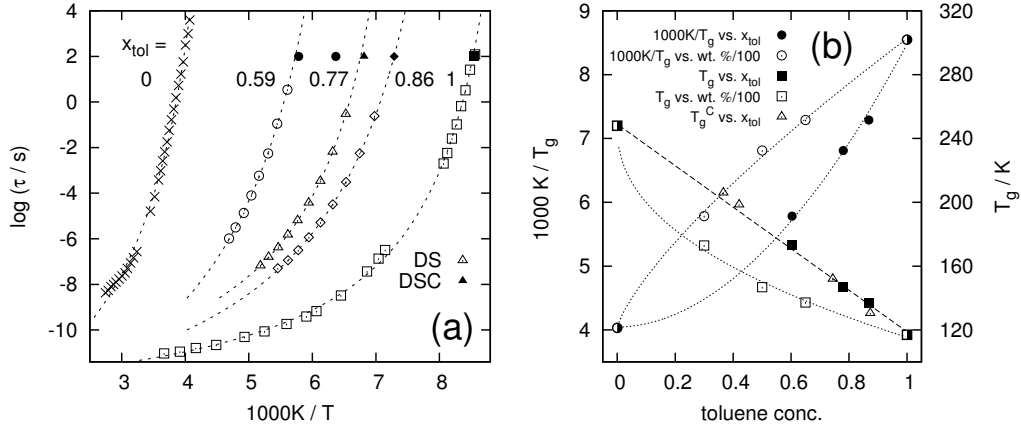 x_tol =
0
0.59
0.77
0.86
1
4
2
0
-2
-4
-6
-8
-10
log (τ / s)
DS
DSC
(a)
3 4 5 6 7 8
1000K / T
1000K/T_g vs. x_tol
1000K/T_g vs. wt. %/100
T_g vs. x_tol
T_g vs. wt. %/100
T_g^C vs. x_tol
(b)
9
8
7
6
5
4
1000 K / T_g
320
280
240
200
160
120
T_g / K
0 0.2 0.4 0.6 0.8 1
toluene conc.